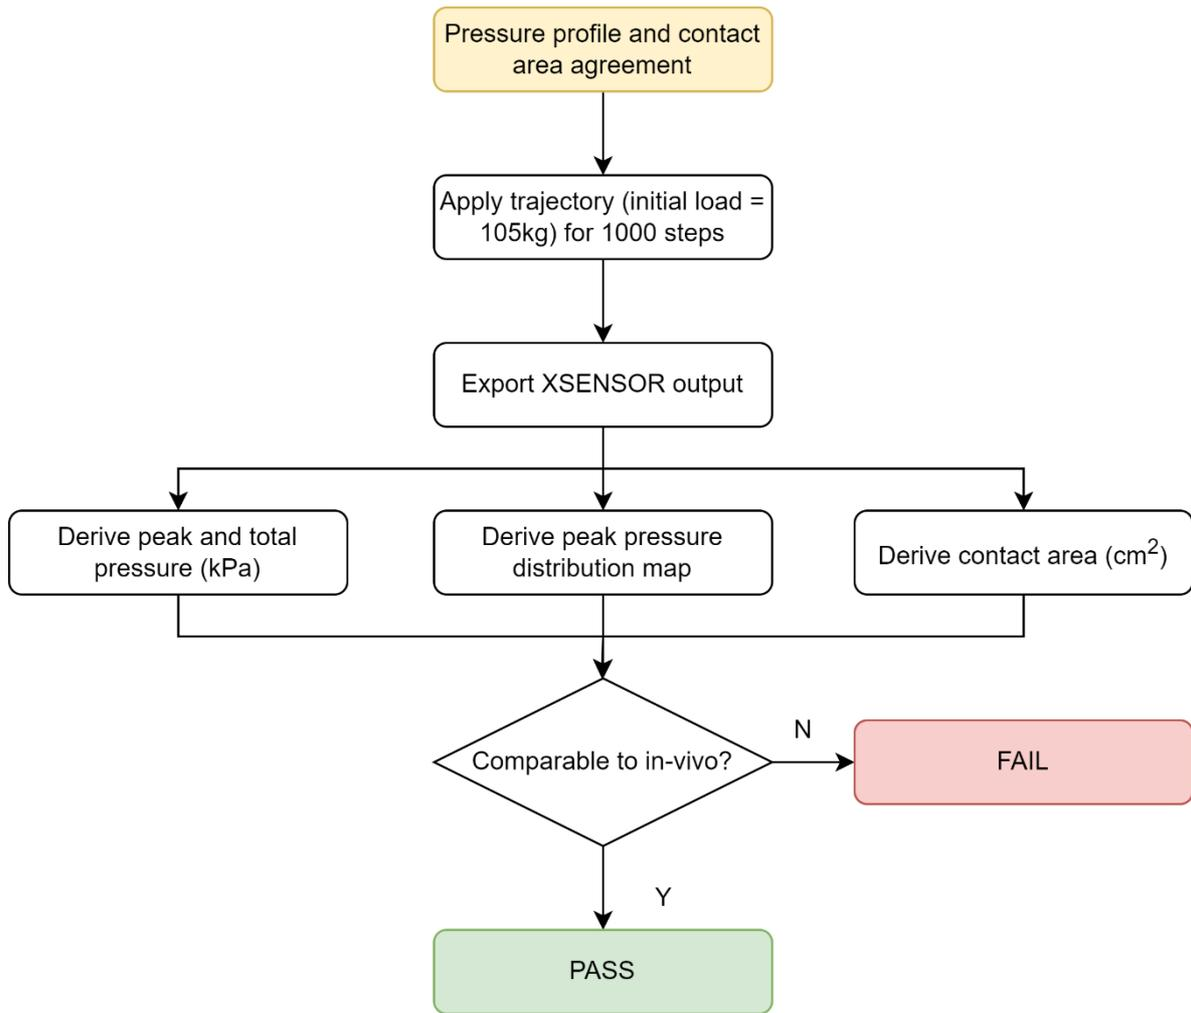 Pressure profile and contact
area agreement
Apply trajectory (initial load =
105kg) for 1000 steps
Export XSENSOR output
Derive peak and total
pressure (kPa)
Derive peak pressure
distribution map
Derive contact area (cm²)
Comparable to in-vivo?
N
FAIL
Y
PASS